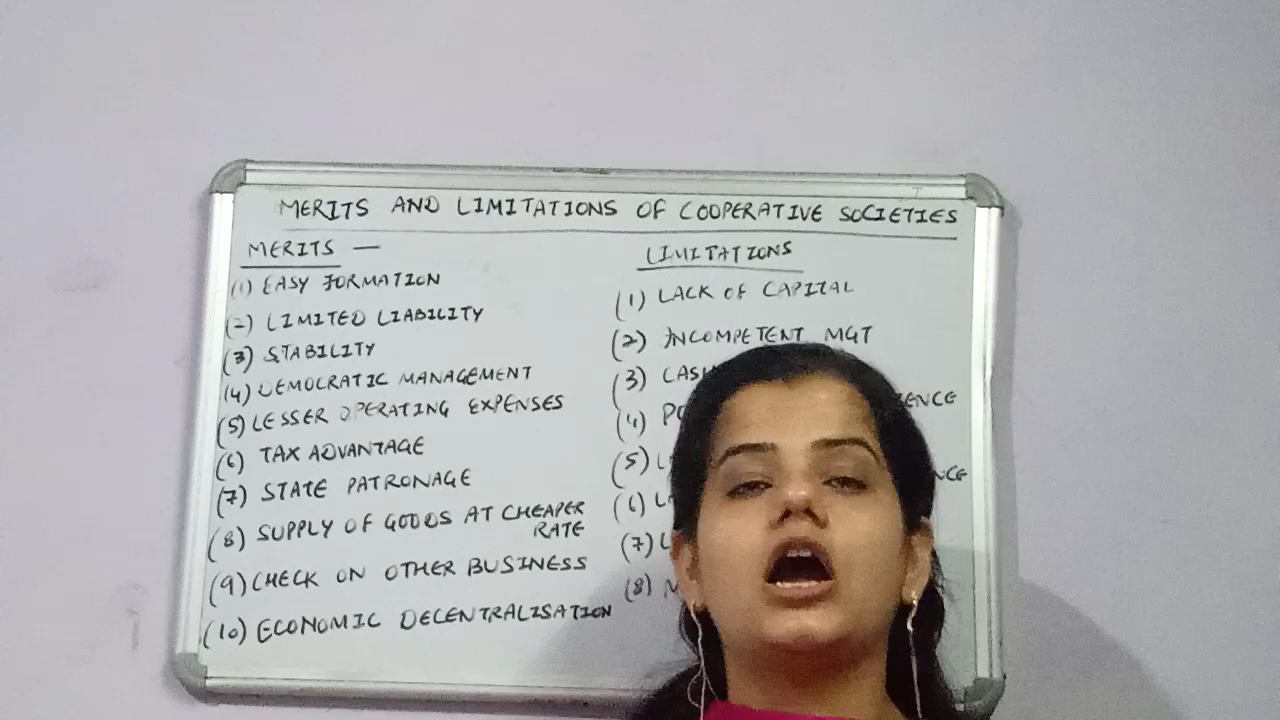 MERITS AND LIMITATIONS OF COOPERATIVE SOCIETIES
MERITS —
(1) EASY FORMATION
(2) LIMITED LIABILITY
(3) STABILITY
(4) DEMOCRATIC MANAGEMENT
(5) LESSER OPERATING EXPENSES
(6) TAX ADVANTAGE
(7) STATE PATRONAGE
(8) SUPPLY OF GOODS AT CHEAPER
RATE
(9) CHECK ON OTHER BUSINESS
(10) ECONOMIC DECENTRALISATION
LIMITATIONS
(1) LACK OF CAPITAL
(2) INCOMPETENT MGT
(3)
(4)
(5)
(6)
(7)
(8)